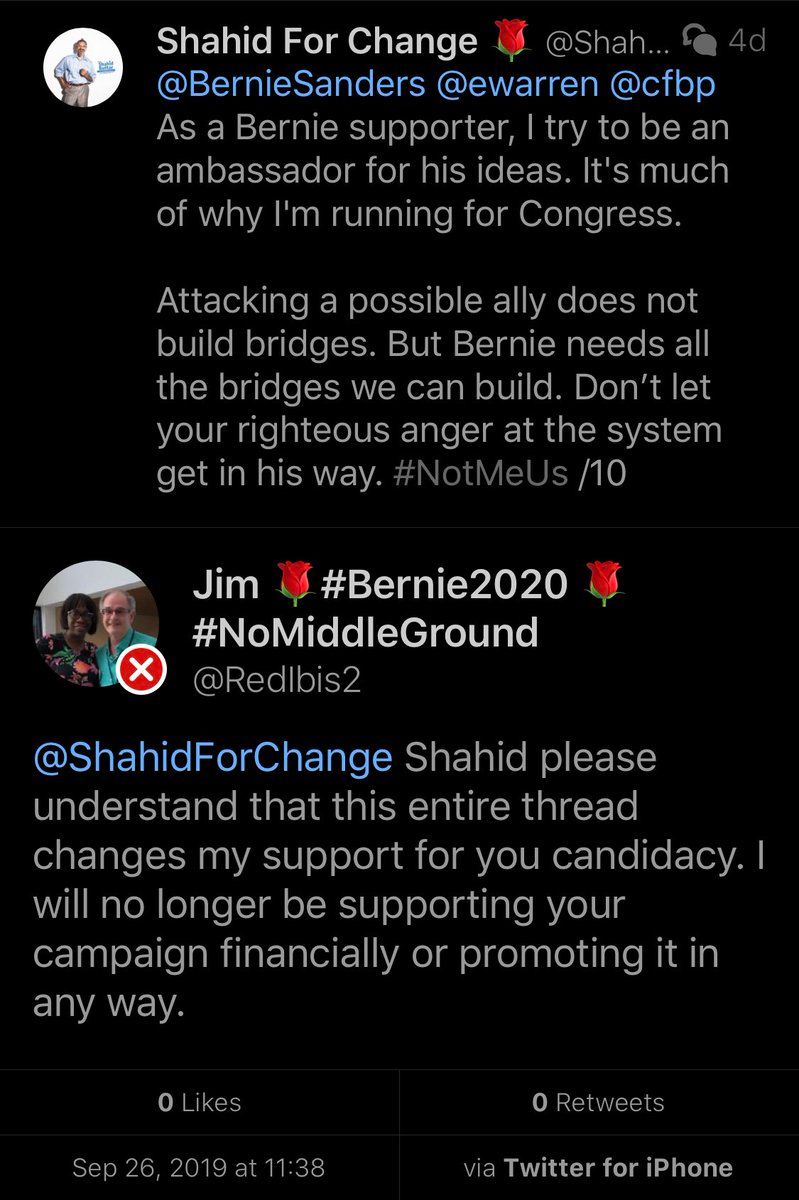 Shahid For Change 🌹 @Shah... 4d
@BernieSanders @ewarren @cfbp
As a Bernie supporter, I try to be an
ambassador for his ideas. It's much
of why I'm running for Congress.
Attacking a possible ally does not
build bridges. But Bernie needs all
the bridges we can build. Don’t let
your righteous anger at the system
get in his way. #NotMeUs /10
Jim 🌹#Bernie2020 🌹
#NoMiddleGround
@RedIbis2
@ShahidForChange Shahid please
understand that this entire thread
changes my support for you candidacy. I
will no longer be supporting your
campaign financially or promoting it in
any way.
0 Likes
0 Retweets
Sep 26, 2019 at 11:38
via Twitter for iPhone